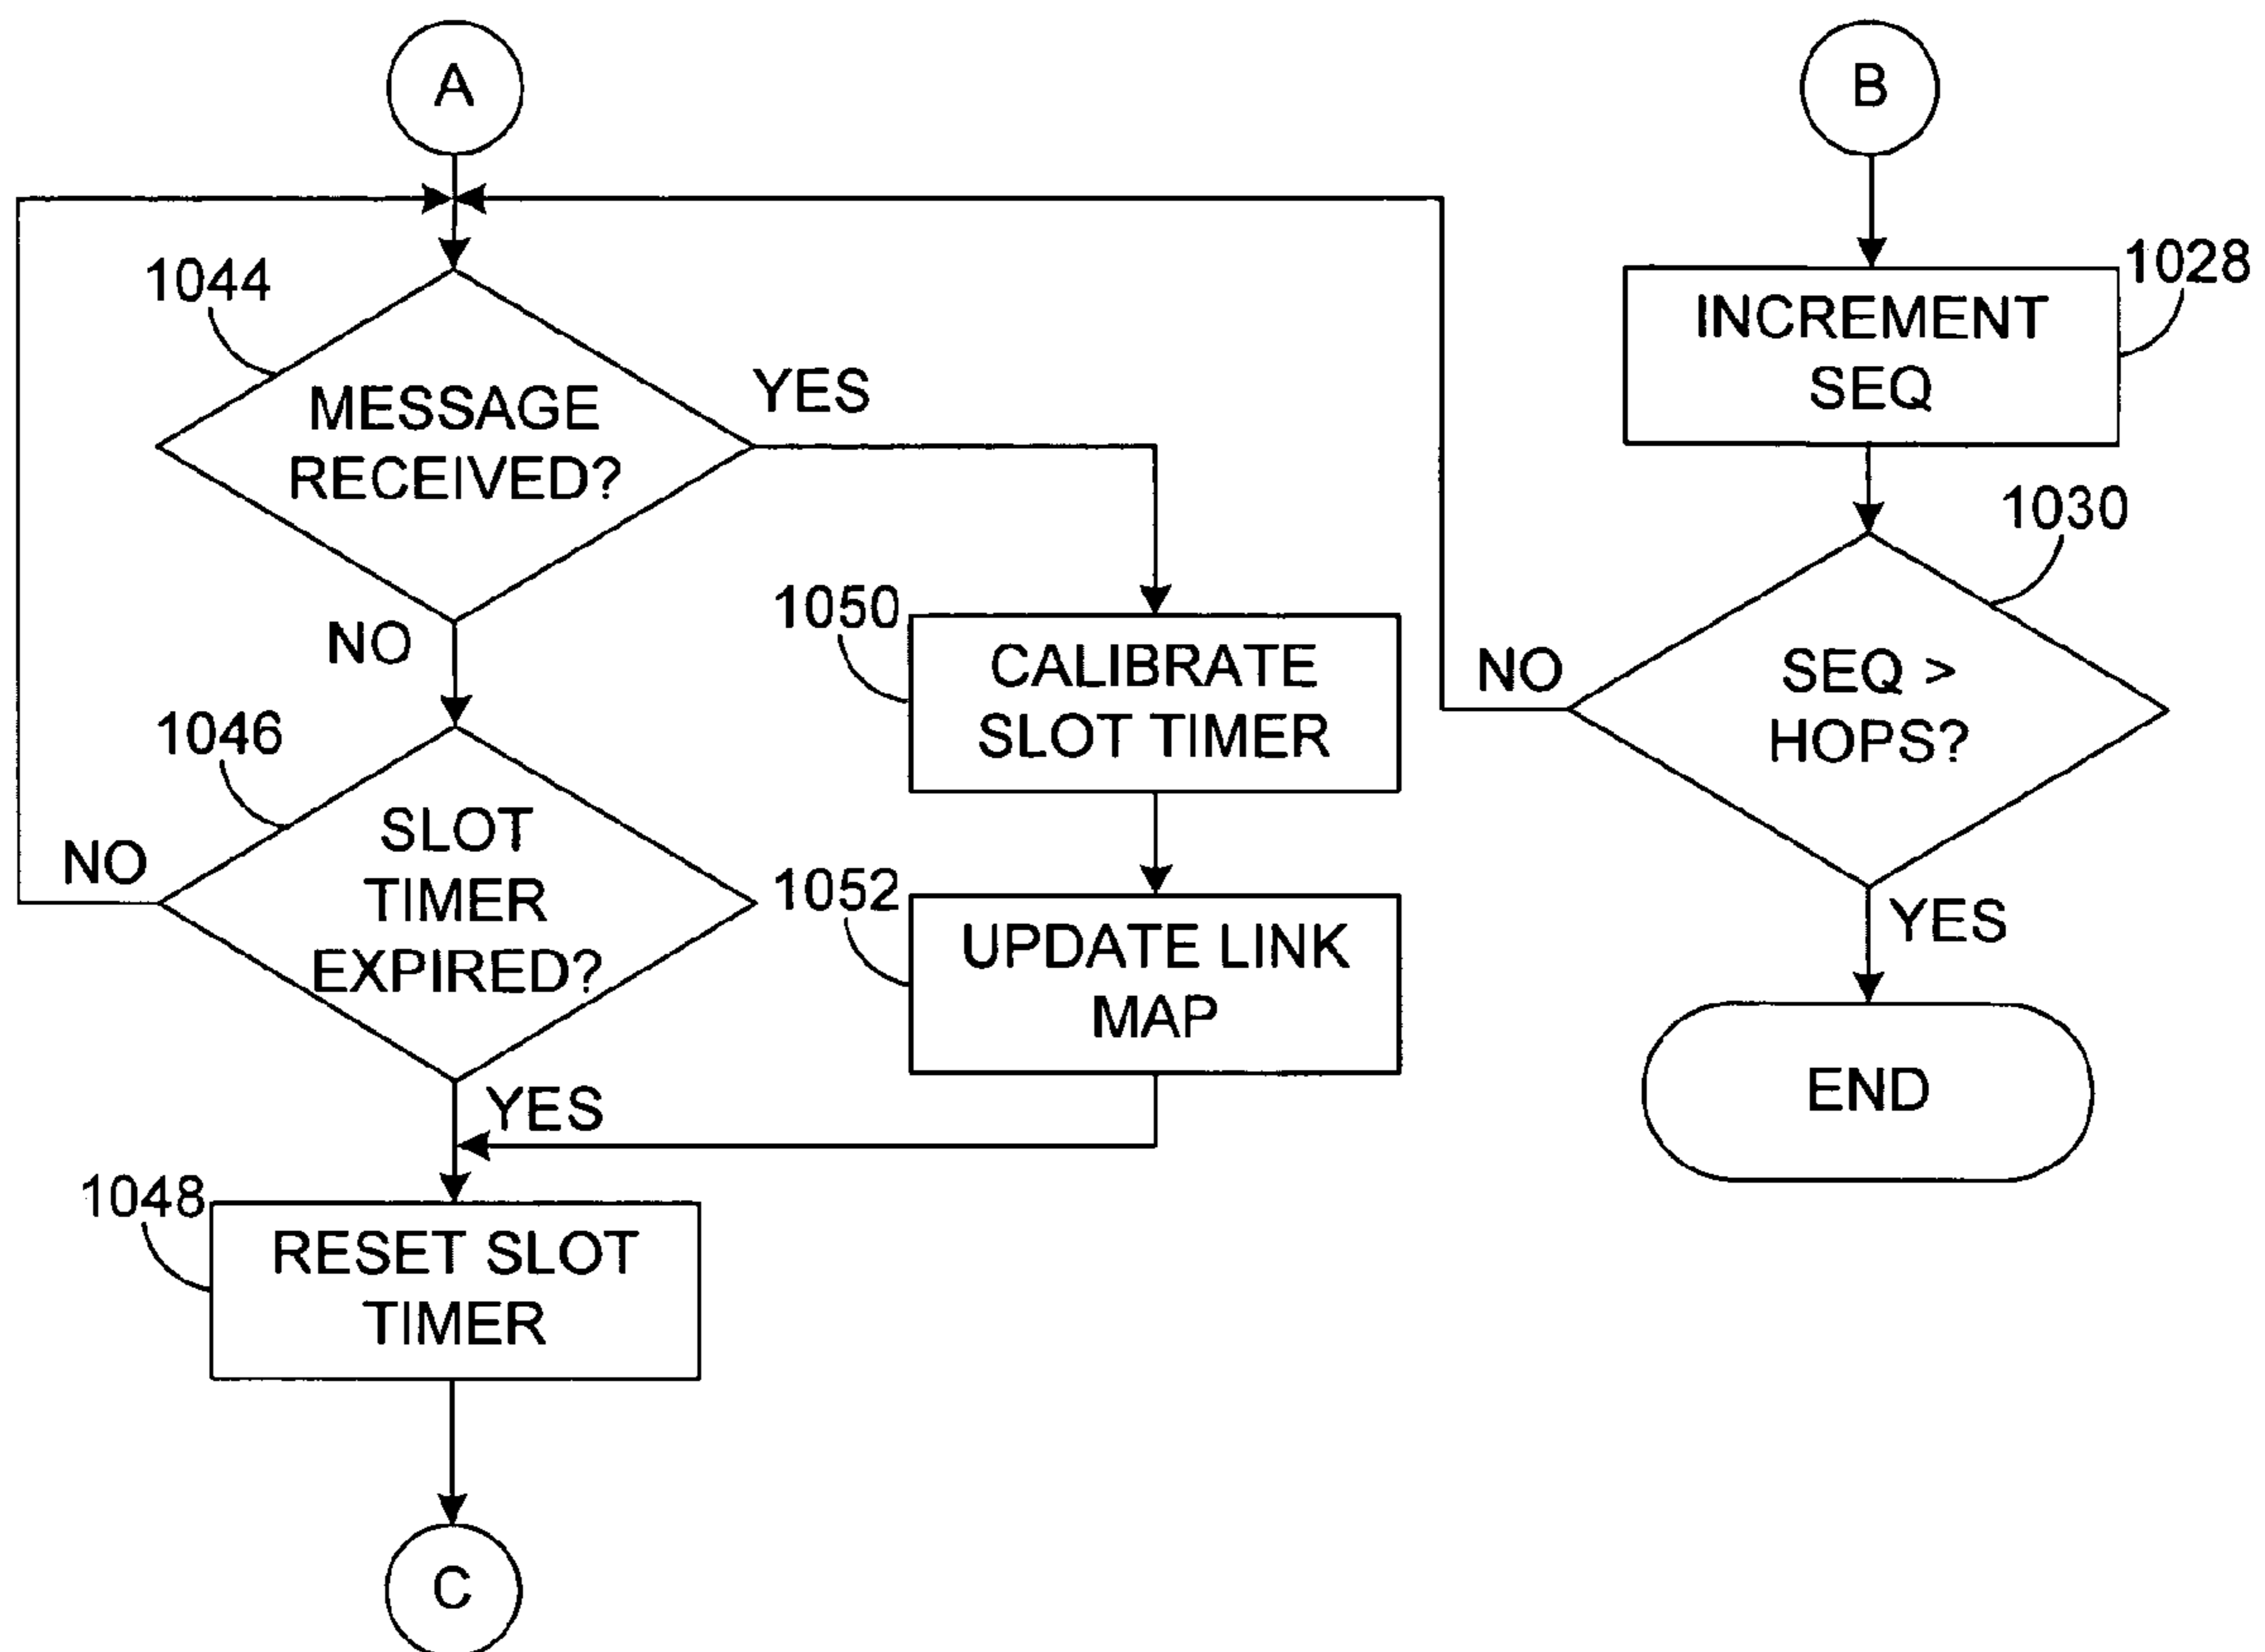 A
B
1044
MESSAGE
RECEIVED?
YES
NO
1046
SLOT
TIMER
EXPIRED?
NO
YES
1050
CALIBRATE
SLOT TIMER
1052
UPDATE LINK
MAP
1048
RESET SLOT
TIMER
C
1028
INCREMENT
SEQ
1030
SEQ >
HOPS?
NO
YES
END